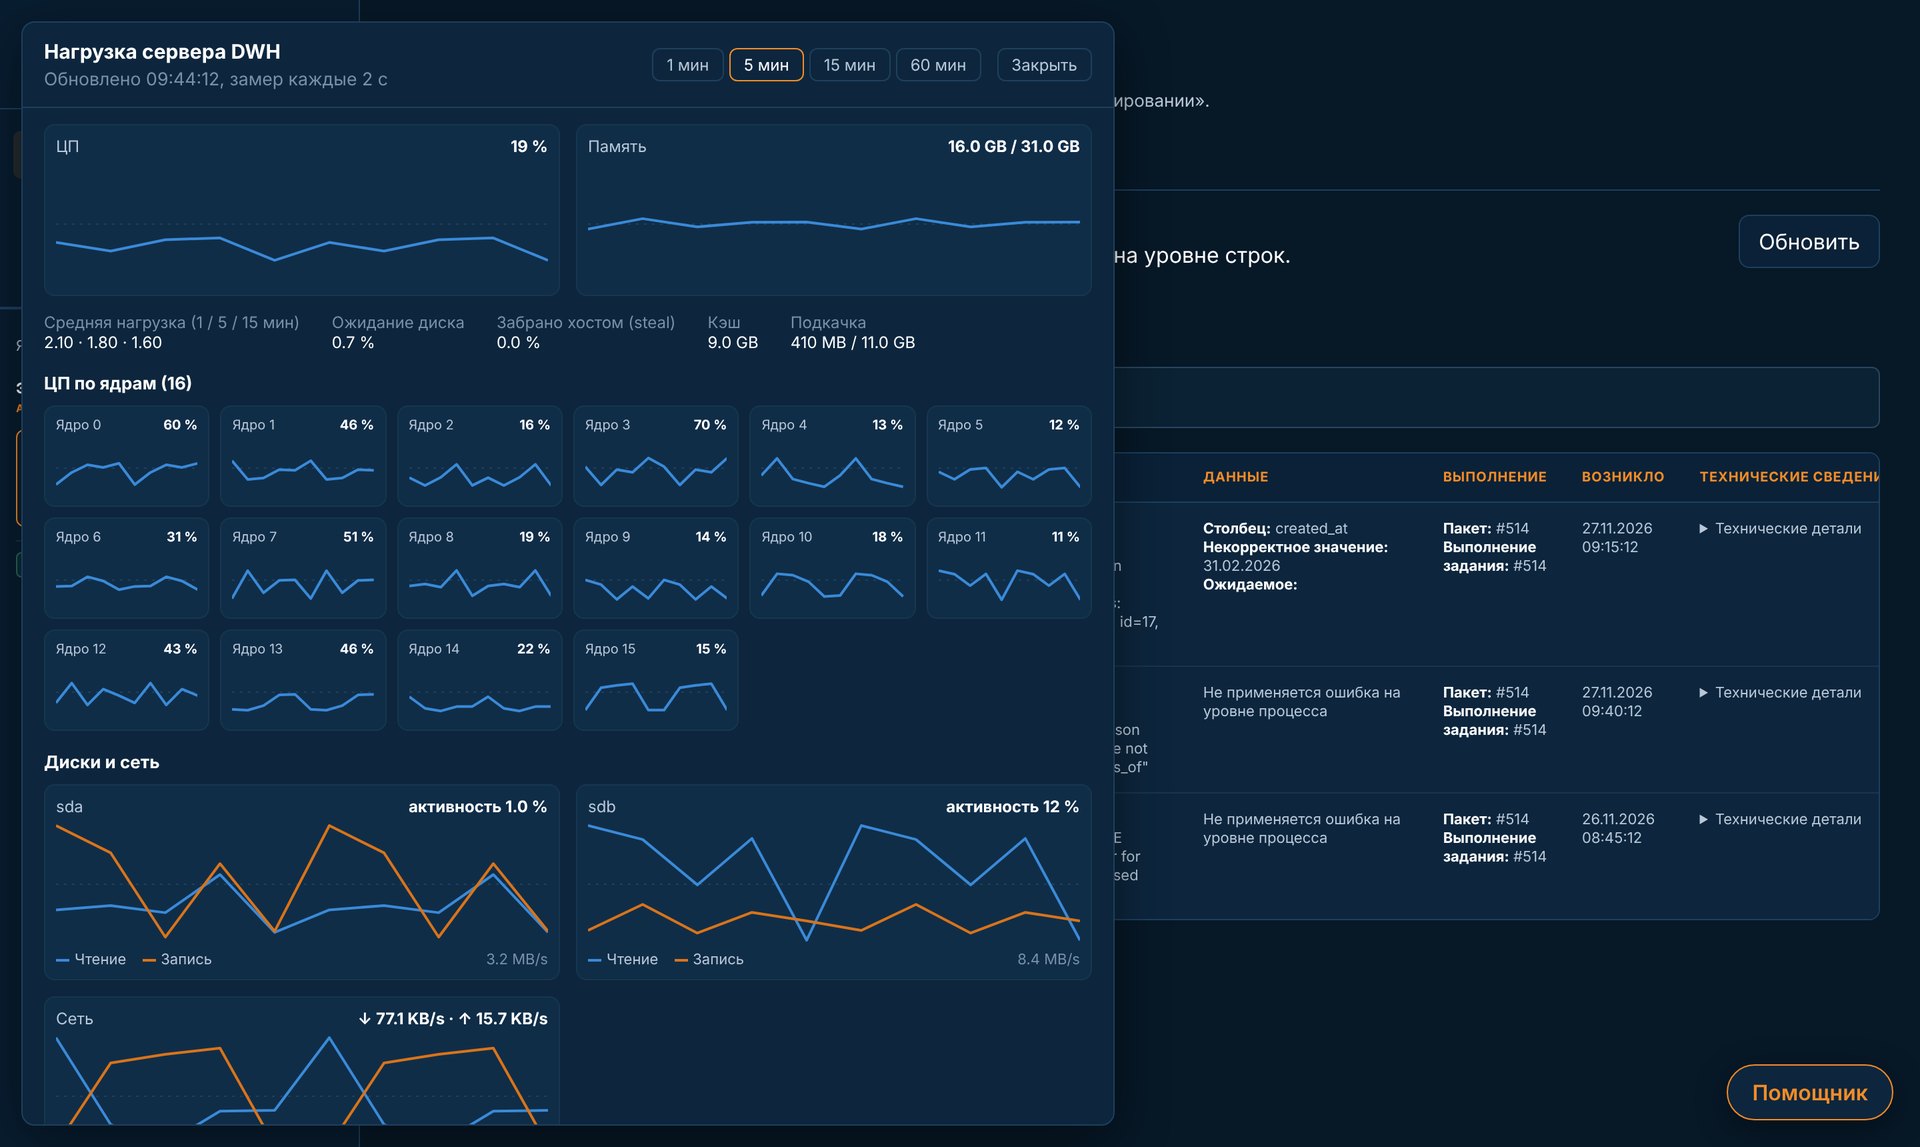 Нагрузка сервера DWH
Обновлено 09:44:12, замер каждые 2 с
1 мин
5 мин
15 мин
60 мин
Закрыть
ЦП
19 %
Память
16.0 GB / 31.0 GB
Средняя нагрузка (1 / 5 / 15 мин)
2.10 · 1.80 · 1.60
Ожидание диска
0.7 %
Забрано хостом (steal)
0.0 %
Кэш
9.0 GB
Подкачка
410 MB / 11.0 GB
ЦП по ядрам (16)
Ядро 0
60 %
Ядро 1
46 %
Ядро 2
16 %
Ядро 3
70 %
Ядро 4
13 %
Ядро 5
12 %
Ядро 6
31 %
Ядро 7
51 %
Ядро 8
19 %
Ядро 9
14 %
Ядро 10
18 %
Ядро 11
11 %
Ядро 12
43 %
Ядро 13
46 %
Ядро 14
22 %
Ядро 15
15 %
Диски и сеть
sda
активность 1.0 %
Чтение
Запись
3.2 MB/s
sdb
активность 12 %
Чтение
Запись
8.4 MB/s
Сеть
↓ 77.1 KB/s · ↑ 15.7 KB/s
ировании».
на уровне строк.
Обновить
ДАННЫЕ
ВЫПОЛНЕНИЕ
ВОЗНИКЛО
ТЕХНИЧЕСКИЕ СВЕДЕНИ
id=17,
Столбец: created_at
Некорректное значение:
31.02.2026
Ожидаемое:
Пакет: #514
Выполнение
задания: #514
27.11.2026
09:15:12
▶ Технические детали
son
e not
s_of"
Не применяется ошибка на
уровне процесса
Пакет: #514
Выполнение
задания: #514
27.11.2026
09:40:12
▶ Технические детали
E
for
sed
Не применяется ошибка на
уровне процесса
Пакет: #514
Выполнение
задания: #514
26.11.2026
08:45:12
▶ Технические детали
Помощник